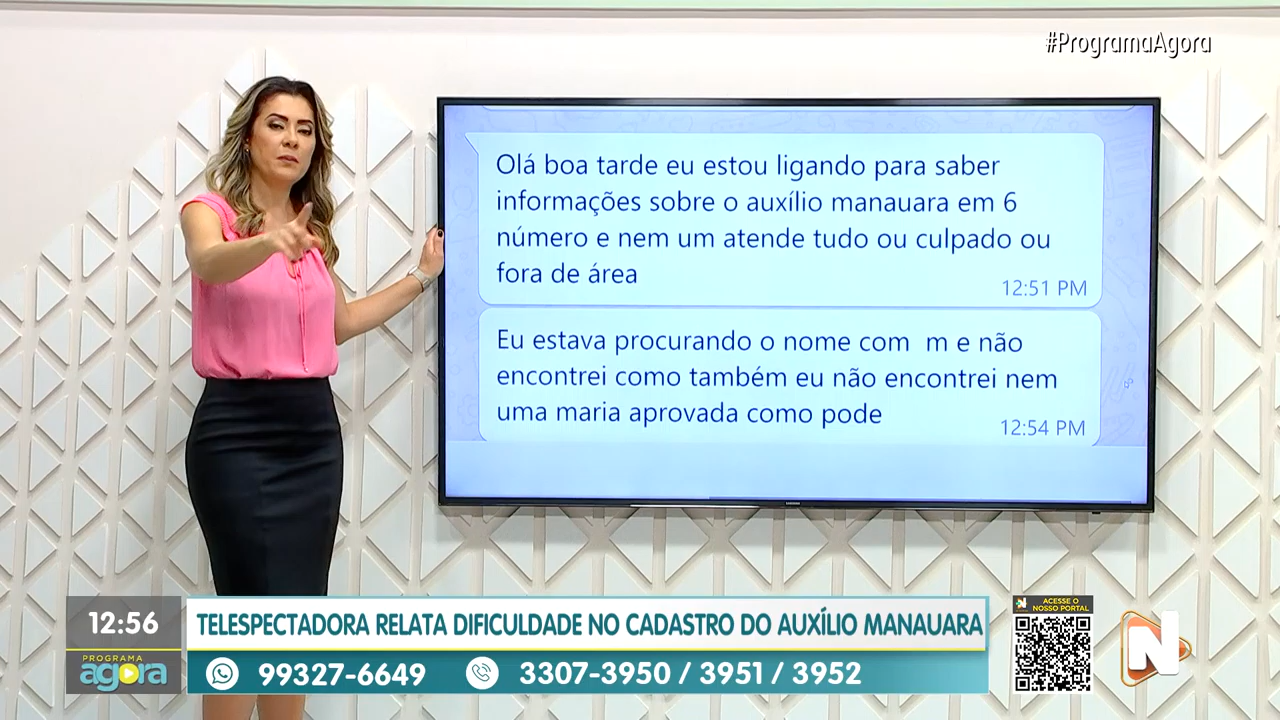 #ProgramaAgora
Olá boa tarde eu estou ligando para saber
informações sobre o auxílio manauara em 6
número e nem um atende tudo ou culpado ou
fora de área
12:51 PM
Eu estava procurando o nome com m e não
encontrei como também eu não encontrei nem
uma maria aprovada como pode
12:54 PM
12:56
TELESPECTADORA RELATA DIFICULDADE NO CADASTRO DO AUXÍLIO MANAUARA
PROGRAMA
agora
99327-6649
3307-3950 / 3951 / 3952
ACESSE O
NOSSO PORTAL
N